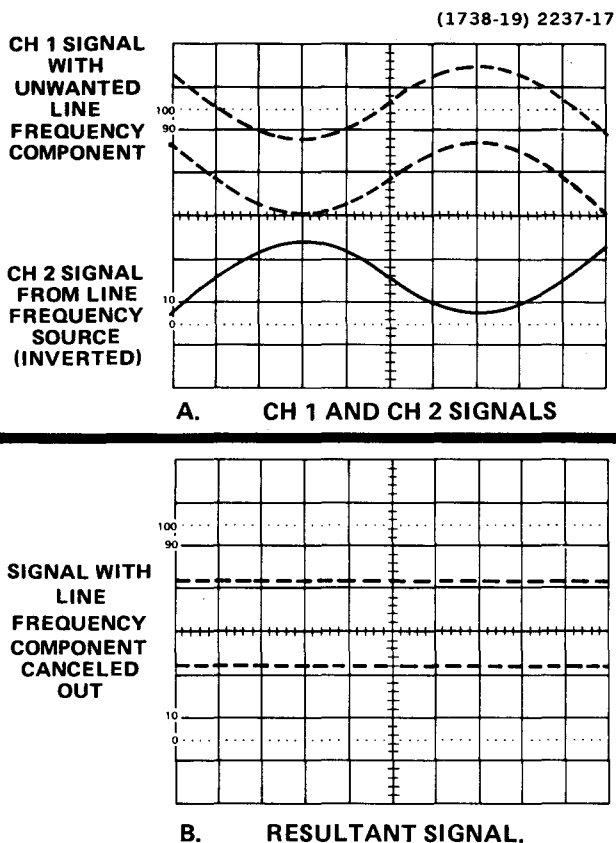 (1738-19) 2237-17
CH 1 SIGNAL
WITH
UNWANTED
LINE
FREQUENCY
COMPONENT
100
90
CH 2 SIGNAL
FROM LINE
FREQUENCY
SOURCE
(INVERTED)
10
0
A. CH 1 AND CH 2 SIGNALS
100
90
SIGNAL WITH
LINE
FREQUENCY
COMPONENT
CANCELED
OUT
10
0
B. RESULTANT SIGNAL.